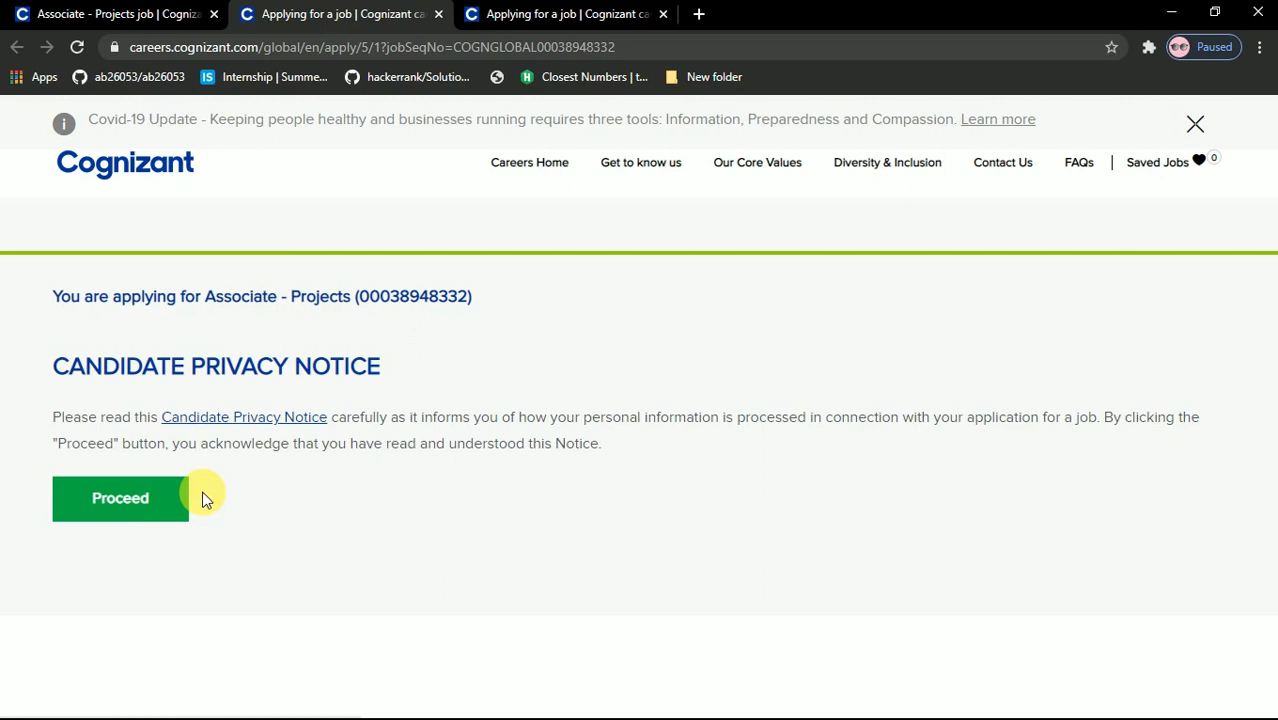 Associate - Projects job | Cogniza
Applying for a job | Cognizant ca
Applying for a job | Cognizant ca
careers.cognizant.com/global/en/apply/5/1?jobSeqNo=COGNGLOBAL00038948332
Paused
Apps
ab26053/ab26053
IS Internship | Summe...
hackerrank/Solutio...
Closest Numbers | t...
New folder
Covid-19 Update - Keeping people healthy and businesses running requires three tools: Information, Preparedness and Compassion. Learn more
Cognizant
Careers Home
Get to know us
Our Core Values
Diversity & Inclusion
Contact Us
FAQs
Saved Jobs 0
You are applying for Associate - Projects (00038948332)
CANDIDATE PRIVACY NOTICE
Please read this Candidate Privacy Notice carefully as it informs you of how your personal information is processed in connection with your application for a job. By clicking the
"Proceed" button, you acknowledge that you have read and understood this Notice.
Proceed